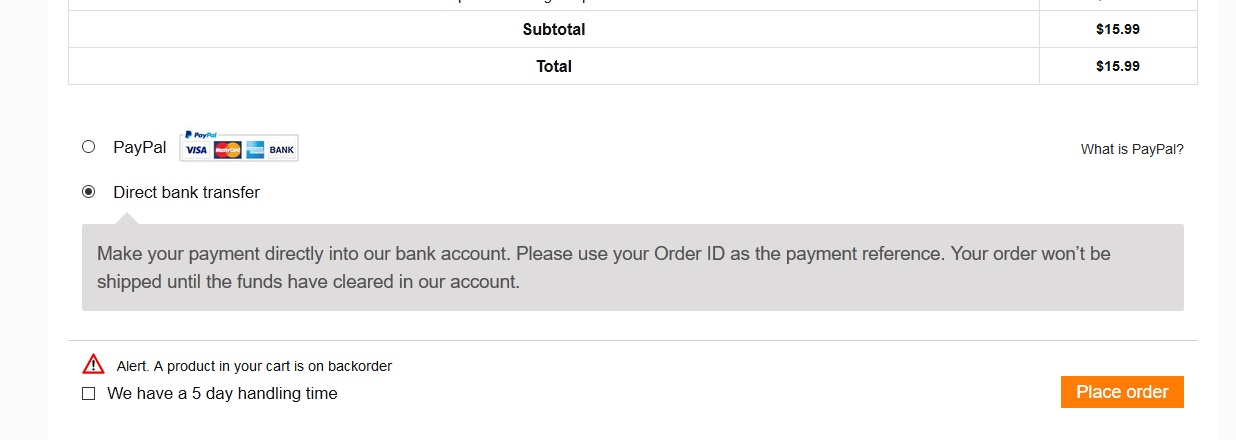 Subtotal $15.99
Total $15.99
PayPal PayPal What is PayPal?
VISA MasterCard BANK
Direct bank transfer
Make your payment directly into our bank account. Please use your Order ID as the payment reference. Your order won’t be
shipped until the funds have cleared in our account.
Alert. A product in your cart is on backorder
We have a 5 day handling time
Place order